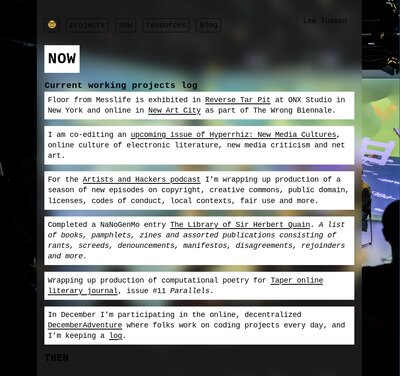 projects now resources blog
Lee Tusman
NOW
Current working projects log
Floor from Messlife is exhibited in Reverse Tar Pit at ONX Studio in
New York and online in New Art City as part of The Wrong Biennale.
I am co-editing an upcoming issue of Hyperrhiz: New Media Cultures,
online culture of electronic literature, new media criticism and net
art.
For the Artists and Hackers podcast I’m wrapping up production of a
season of new episodes on copyright, creative commons, public domain,
licenses, codes of conduct, local contexts, fair use and more.
Completed a NaNoGenMo entry The Library of Sir Herbert Quain. A list
of books, pamphlets, zines and assorted publications consisting of
rants, screeds, denouncements, manifestos, disagreements, rejoinders
and more.
Wrapping up production of computational poetry for Taper online
literary journal, issue #11 Parallels.
In December I’m participating in the online, decentralized
DecemberAdventure where folks work on coding projects every day, and
I’m keeping a log.
THEN